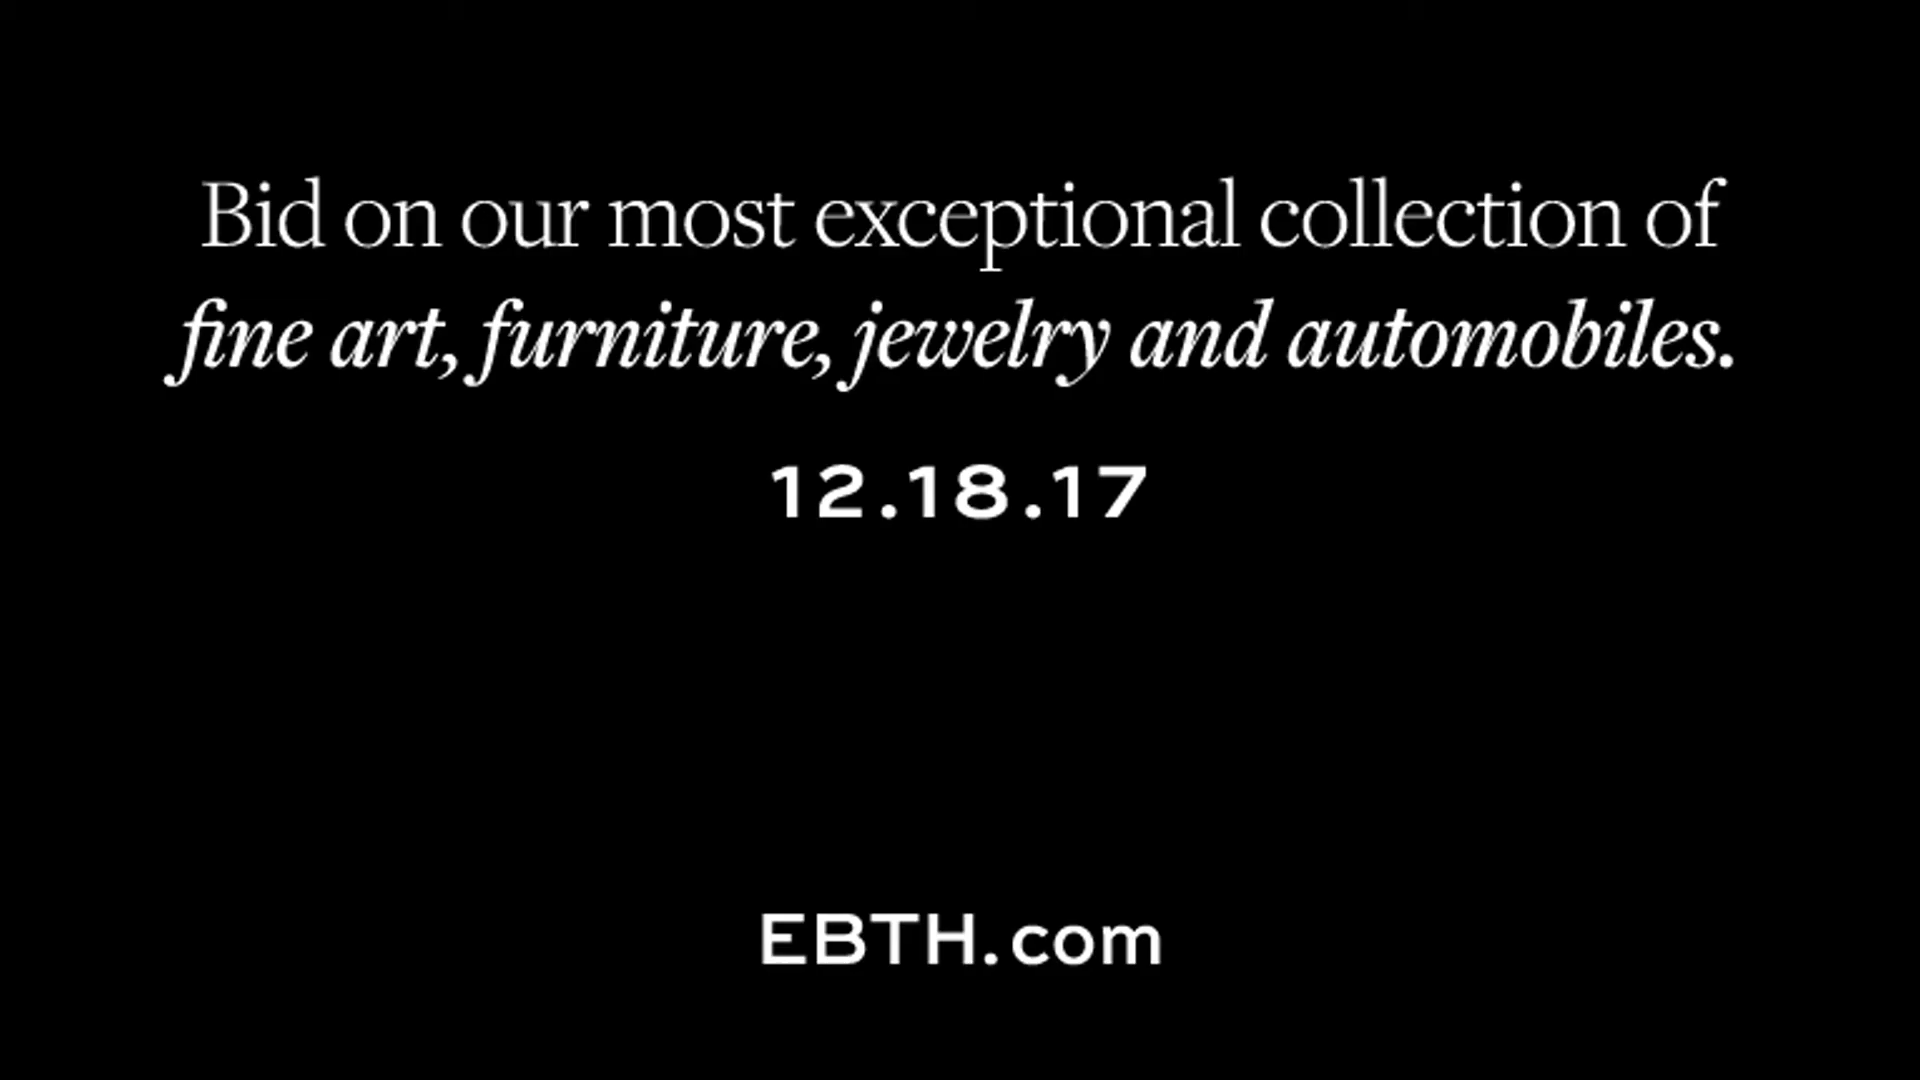 Bid on our most exceptional collection of
fine art, furniture, jewelry and automobiles.
12.18.17
EBTH.com